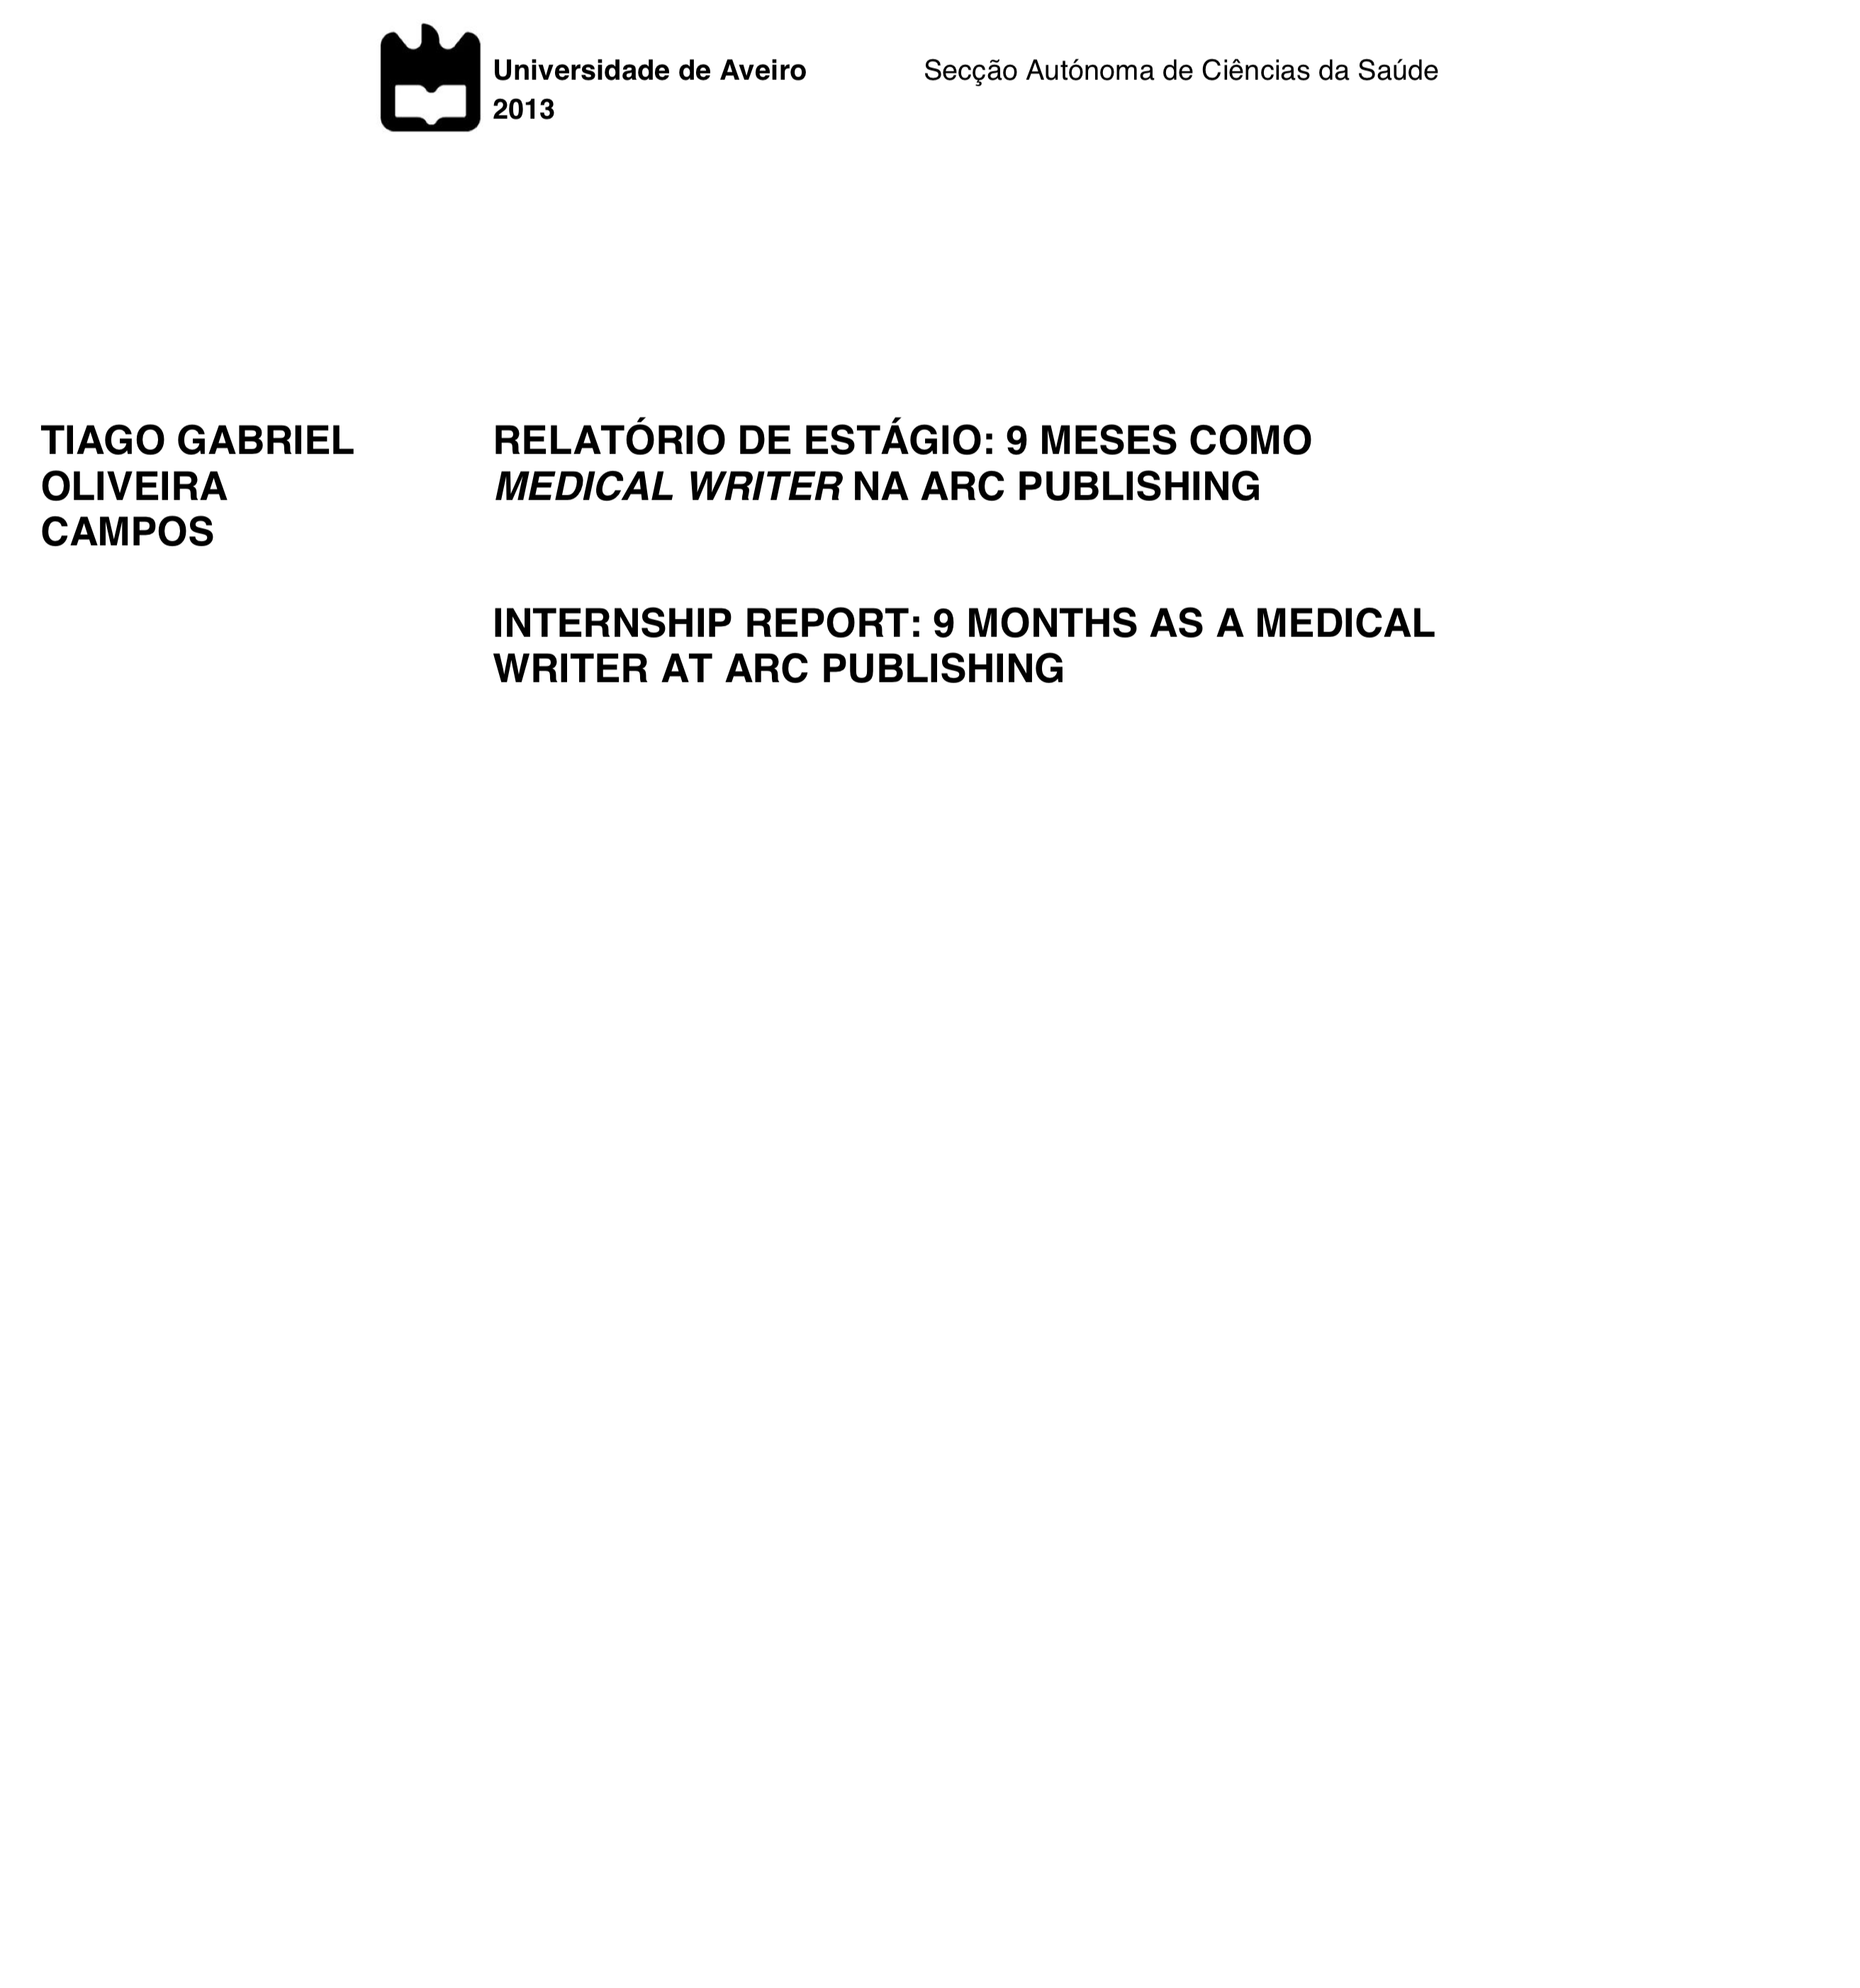 Universidade de Aveiro
2013
Secção Autónoma de Ciências da Saúde
TIAGO GABRIEL
OLIVEIRA
CAMPOS
RELATÓRIO DE ESTÁGIO: 9 MESES COMO
MEDICAL WRITER NA ARC PUBLISHING
INTERNSHIP REPORT: 9 MONTHS AS A MEDICAL
WRITER AT ARC PUBLISHING